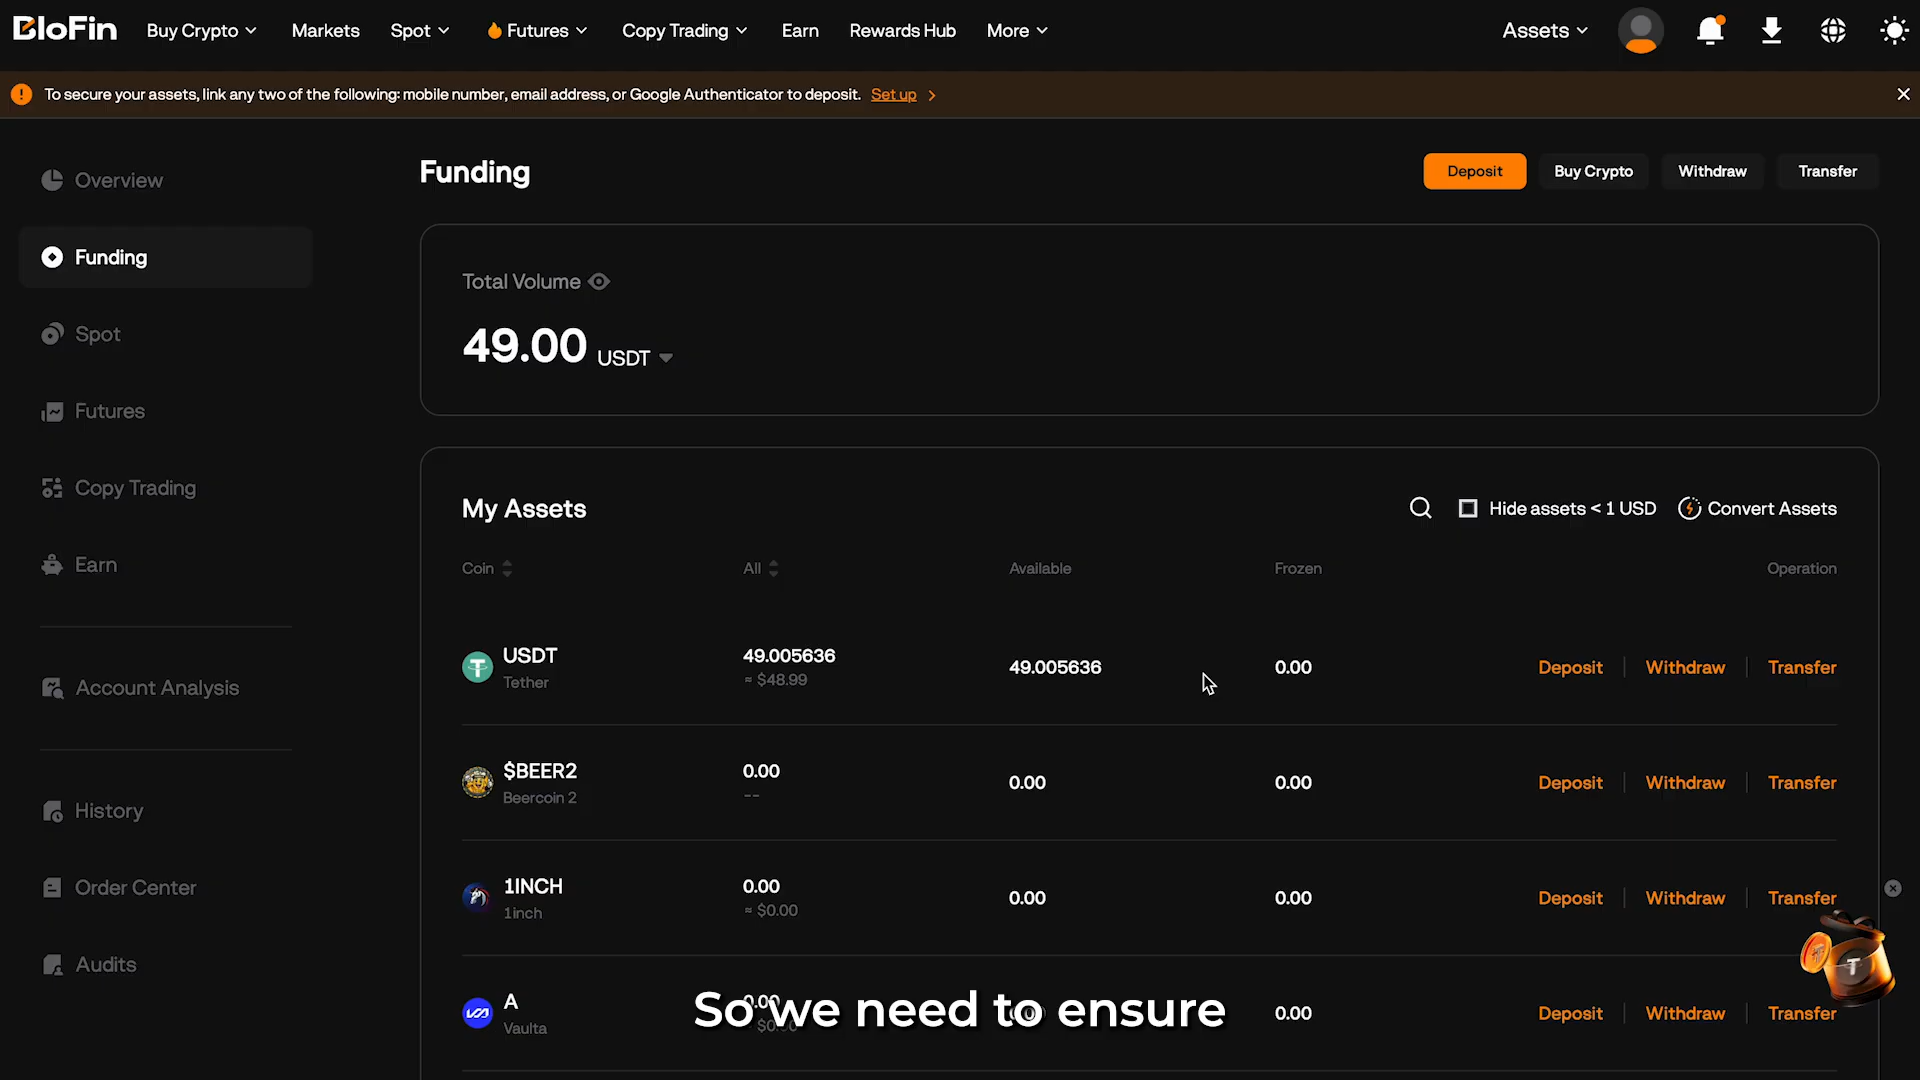 BloFin Buy Crypto Markets Spot Futures Copy Trading Earn Rewards Hub More Assets
To secure your assets, link any two of the following: mobile number, email address, or Google Authenticator to deposit. Set up
Overview
Funding
Spot
Futures
Copy Trading
Earn
Account Analysis
History
Order Center
Audits
Funding
Deposit Buy Crypto Withdraw Transfer
Total Volume
49.00 USDT
My Assets
Hide assets < 1 USD Convert Assets
Coin All Available Frozen Operation
USDT 49.005636 49.005636 0.00 Deposit Withdraw Transfer
Tether ≈ $48.99
$BEER2 0.00 0.00 0.00 Deposit Withdraw Transfer
Beercoin 2 --
1INCH 0.00 0.00 0.00 Deposit Withdraw Transfer
1inch ≈ $0.00
A 0.00 0.00 Deposit Withdraw Transfer
Vaulta
So we need to ensure